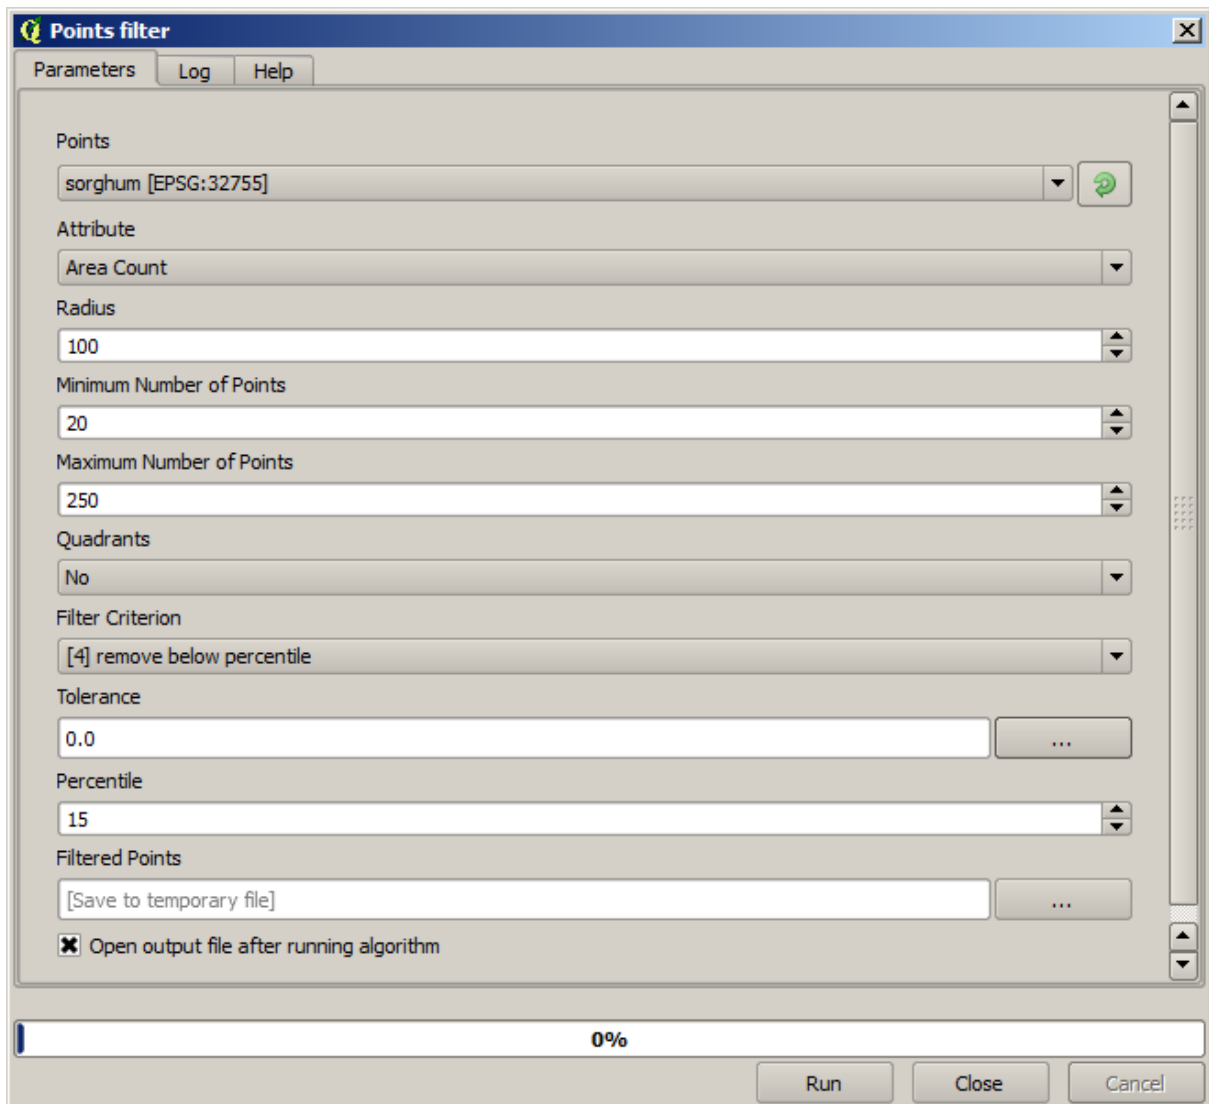 Points filter
Parameters Log Help
Points
sorghum [EPSG:32755]
Attribute
Area Count
Radius
100
Minimum Number of Points
20
Maximum Number of Points
250
Quadrants
No
Filter Criterion
[4] remove below percentile
Tolerance
0.0
...
Percentile
15
Filtered Points
[Save to temporary file]
...
Open output file after running algorithm
0%
Run Close Cancel